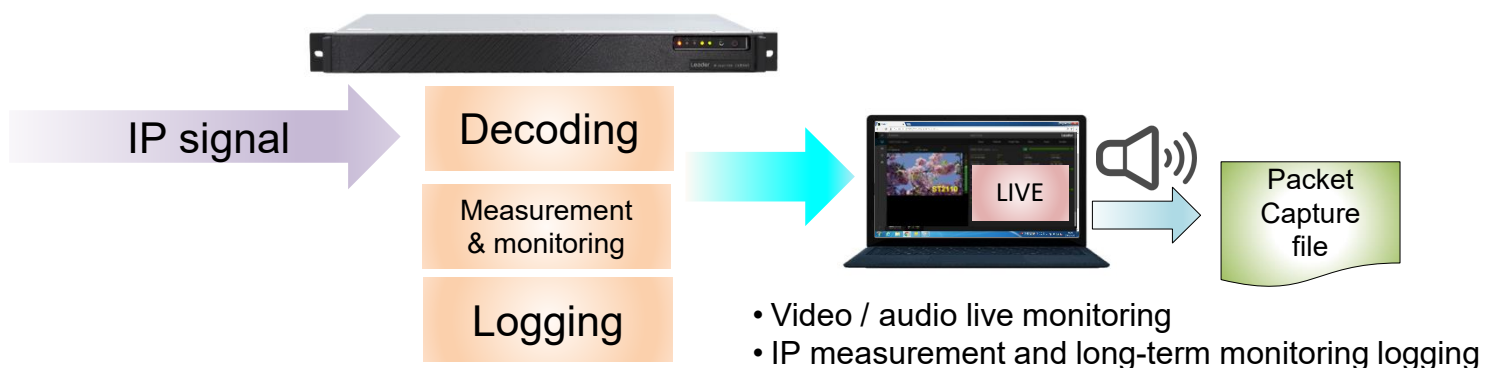 Leader
IP signal
Decoding
Measurement
& monitoring
Logging
ST2110
LIVE
Packet
Capture
file
• Video / audio live monitoring
• IP measurement and long-term monitoring logging